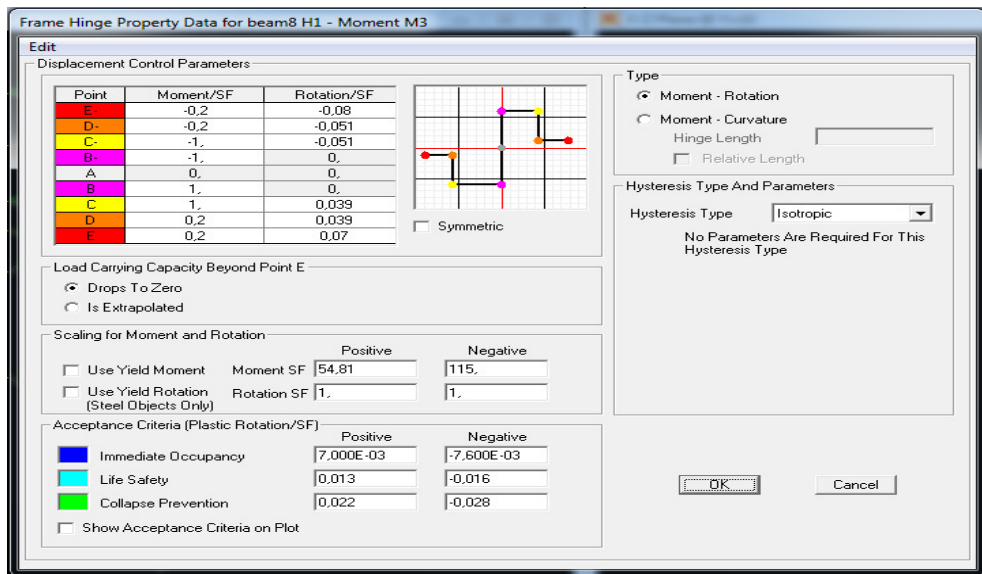 Frame Hinge Property Data for beam8 H1 - Moment M3
Edit
Displacement Control Parameters
Point Moment/SF Rotation/SF
E- -0,2 -0,08
D- -0,2 -0,051
C- -1, -0,051
B- -1, 0,
A 0, 0,
B 1, 0,
C 1, 0,039
D 0,2 0,039
E 0,2 0,07
Symmetric
Load Carrying Capacity Beyond Point E
Drops To Zero
Is Extrapolated
Scaling for Moment and Rotation
Positive Negative
Use Yield Moment Moment SF 54,81 115,
Use Yield Rotation Rotation SF 1, 1,
(Steel Objects Only)
Acceptance Criteria (Plastic Rotation/SF)
Positive Negative
Immediate Occupancy 7,000E-03 -7,600E-03
Life Safety 0,013 -0,016
Collapse Prevention 0,022 -0,028
Show Acceptance Criteria on Plot
Type
Moment - Rotation
Moment - Curvature
Hinge Length
Relative Length
Hysteresis Type And Parameters
Hysteresis Type Isotropic
No Parameters Are Required For This
Hysteresis Type
OK Cancel